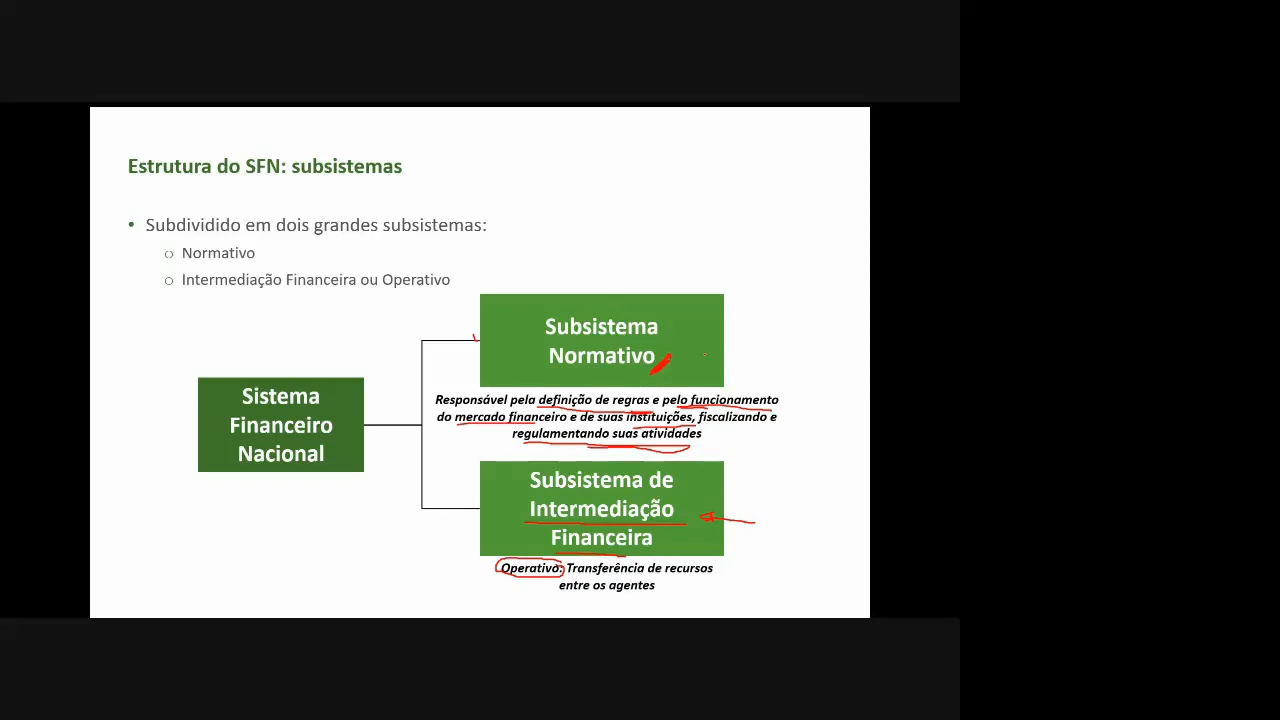 Estrutura do SFN: subsistemas
• Subdividido em dois grandes subsistemas:
○ Normativo
○ Intermediação Financeira ou Operativo
Sistema
Financeiro
Nacional
Subsistema
Normativo
Responsável pela definição de regras e pelo funcionamento
do mercado financeiro e de suas instituições, fiscalizando e
regulamentando suas atividades
Subsistema de
Intermediação
Financeira
Operativo: Transferência de recursos
entre os agentes